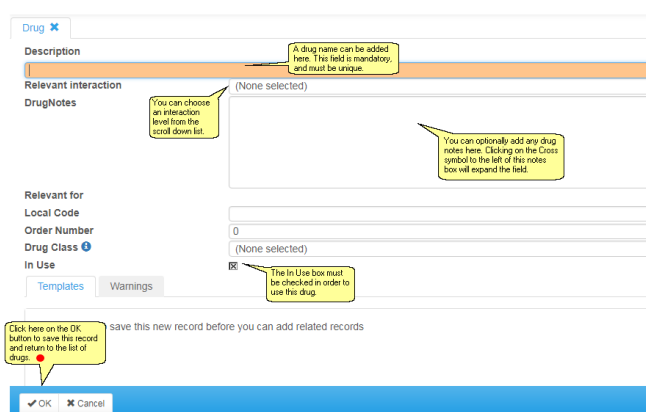 Drug ✖
Description
A drug name can be added
here. This field is mandatory,
and must be unique.
Relevant interaction
(None selected)
DrugNotes
You can choose
an interaction
level from the
scroll down list.
You can optionally add any drug
notes here. Clicking on the Cross
symbol to the left of this notes
box will expand the field.
Relevant for
Local Code
Order Number
0
Drug Class
(None selected)
In Use
The In Use box must
be checked in order to
use this drug.
Templates
Warnings
save this new record before you can add related records
Click here on the OK
button to save this record
and return to the list of
drugs.
✔OK
✖ Cancel